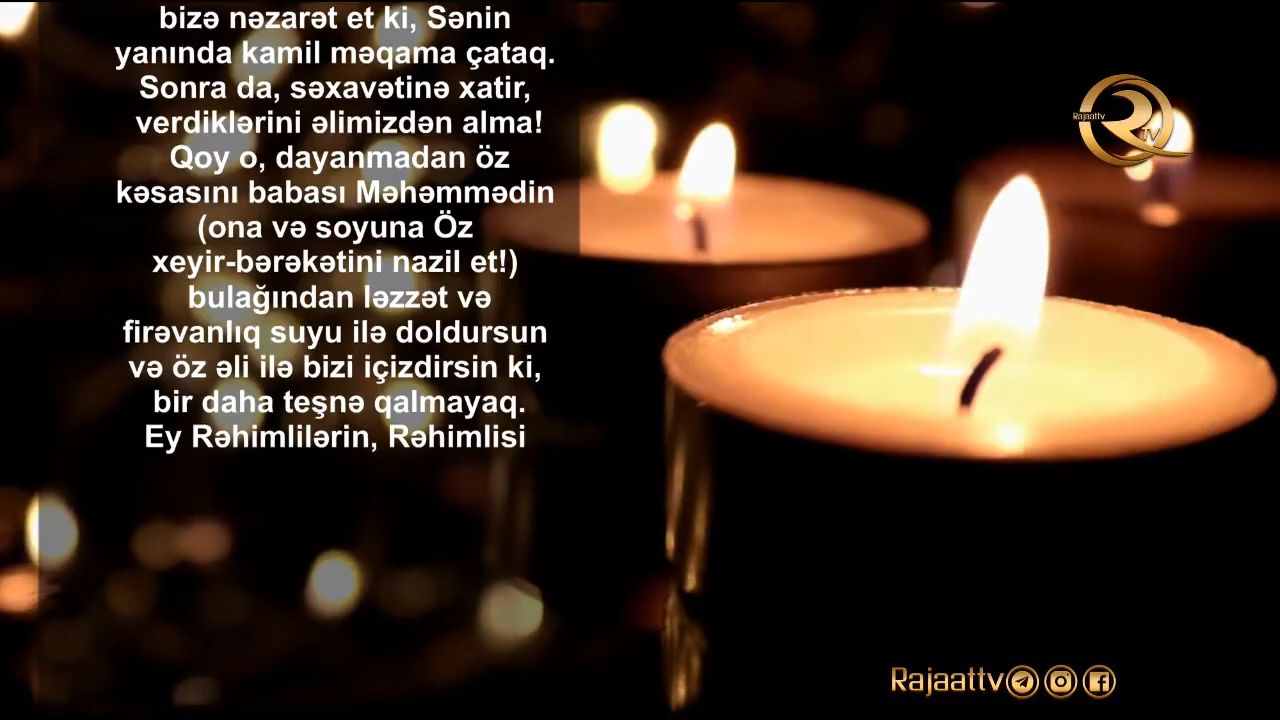 bizə nəzarət et ki, Sənin
yanında kamil məqama çataq.
Sonra da, səxavətinə xatir,
verdiklərini əlimizdən alma!
Qoy o, dayanmadan öz
kəsasını babası Məhəmmədin
(ona və soyuna Öz
xeyir-bərəkətini nazil et!)
bulağından ləzzət və
firəvanlıq suyu ilə doldursun
və öz əli ilə bizi içizdirsin ki,
bir daha teşnə qalmayaq.
Ey Rəhimlilərin, Rəhimlisi
Rajaattv
TV
Rajaattv